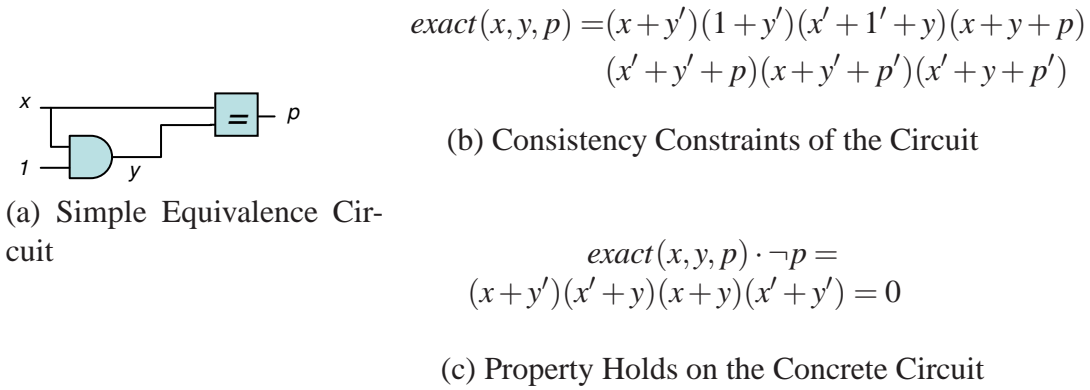 x
1
y
=
p
(a) Simple Equivalence Cir-
cuit
exact(x,y,p) =(x+y′)(1+y′)(x′+1′+y)(x+y+p)
(x′+y′+p)(x+y′+p′)(x′+y+p′)
(b) Consistency Constraints of the Circuit
exact(x,y,p)·¬p =
(x+y′)(x′+y)(x+y)(x′+y′) = 0
(c) Property Holds on the Concrete Circuit